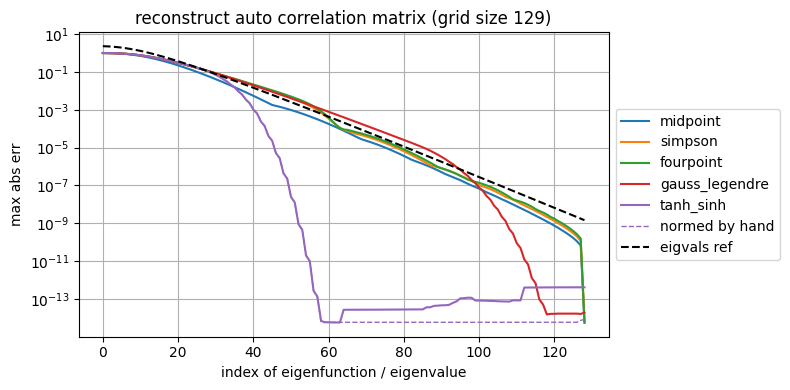 reconstruct auto correlation matrix (grid size 129)
max abs err
10^1
10^-1
10^-3
10^-5
10^-7
10^-9
10^-11
10^-13
0 20 40 60 80 100 120
index of eigenfunction / eigenvalue
midpoint
simpson
fourpoint
gauss_legendre
tanh_sinh
normed by hand
eigvals ref